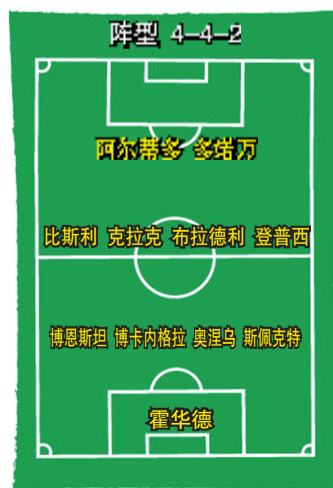 阵型 4-4-2
阿尔蒂多 多诺万
比斯利 克拉克 布拉德利 登普西
博恩斯坦 博卡内格拉 奥涅乌 斯佩克特
霍华德